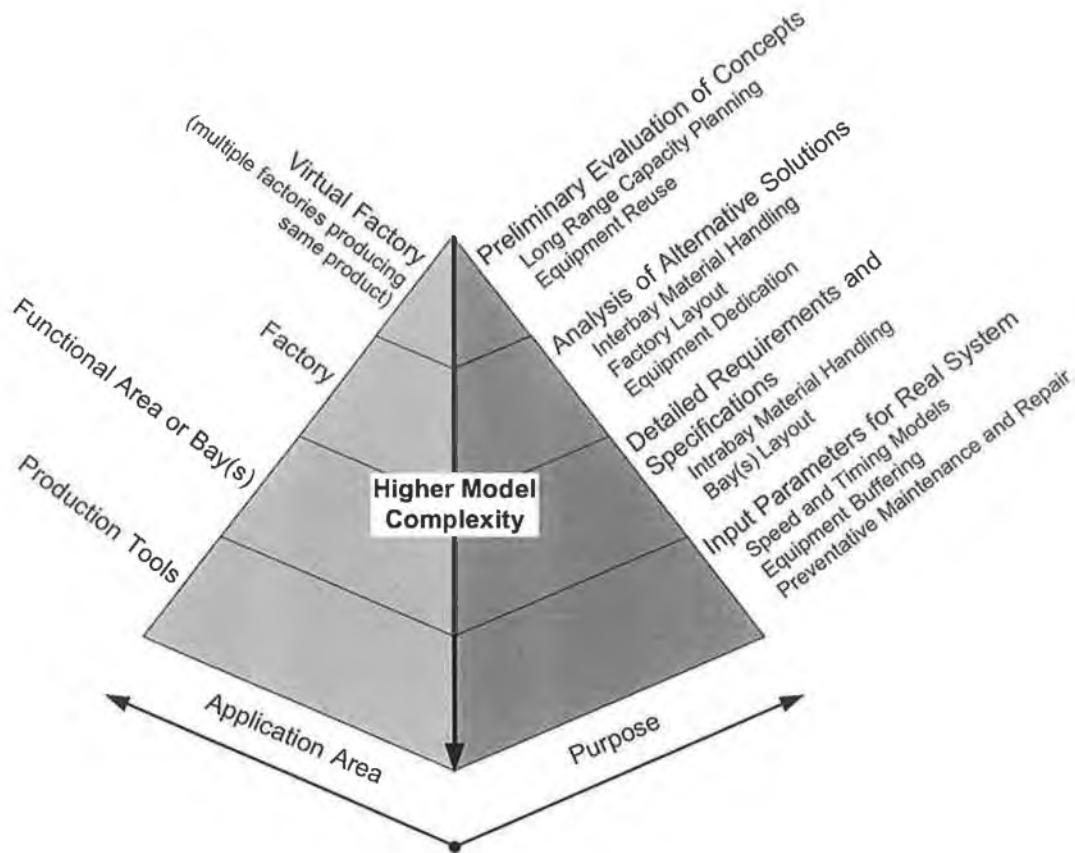 Virtual Factory
(multiple factories producing
same product)
Factory
Functional Area or Bay(s)
Production Tools
Preliminary Evaluation of Concepts
Long Range Capacity Planning
Equipment Reuse
Analysis of Alternative Solutions
Interbay Material Handling
Factory Layout
Equipment Dedication
Detailed Requirements and
Specifications
Intrabay Material Handling
Bay(s) Layout
Input Parameters for Real System
Speed and Timing Models
Equipment Buffering
Preventative Maintenance and Repair
Higher Model
Complexity
Application Area
Purpose